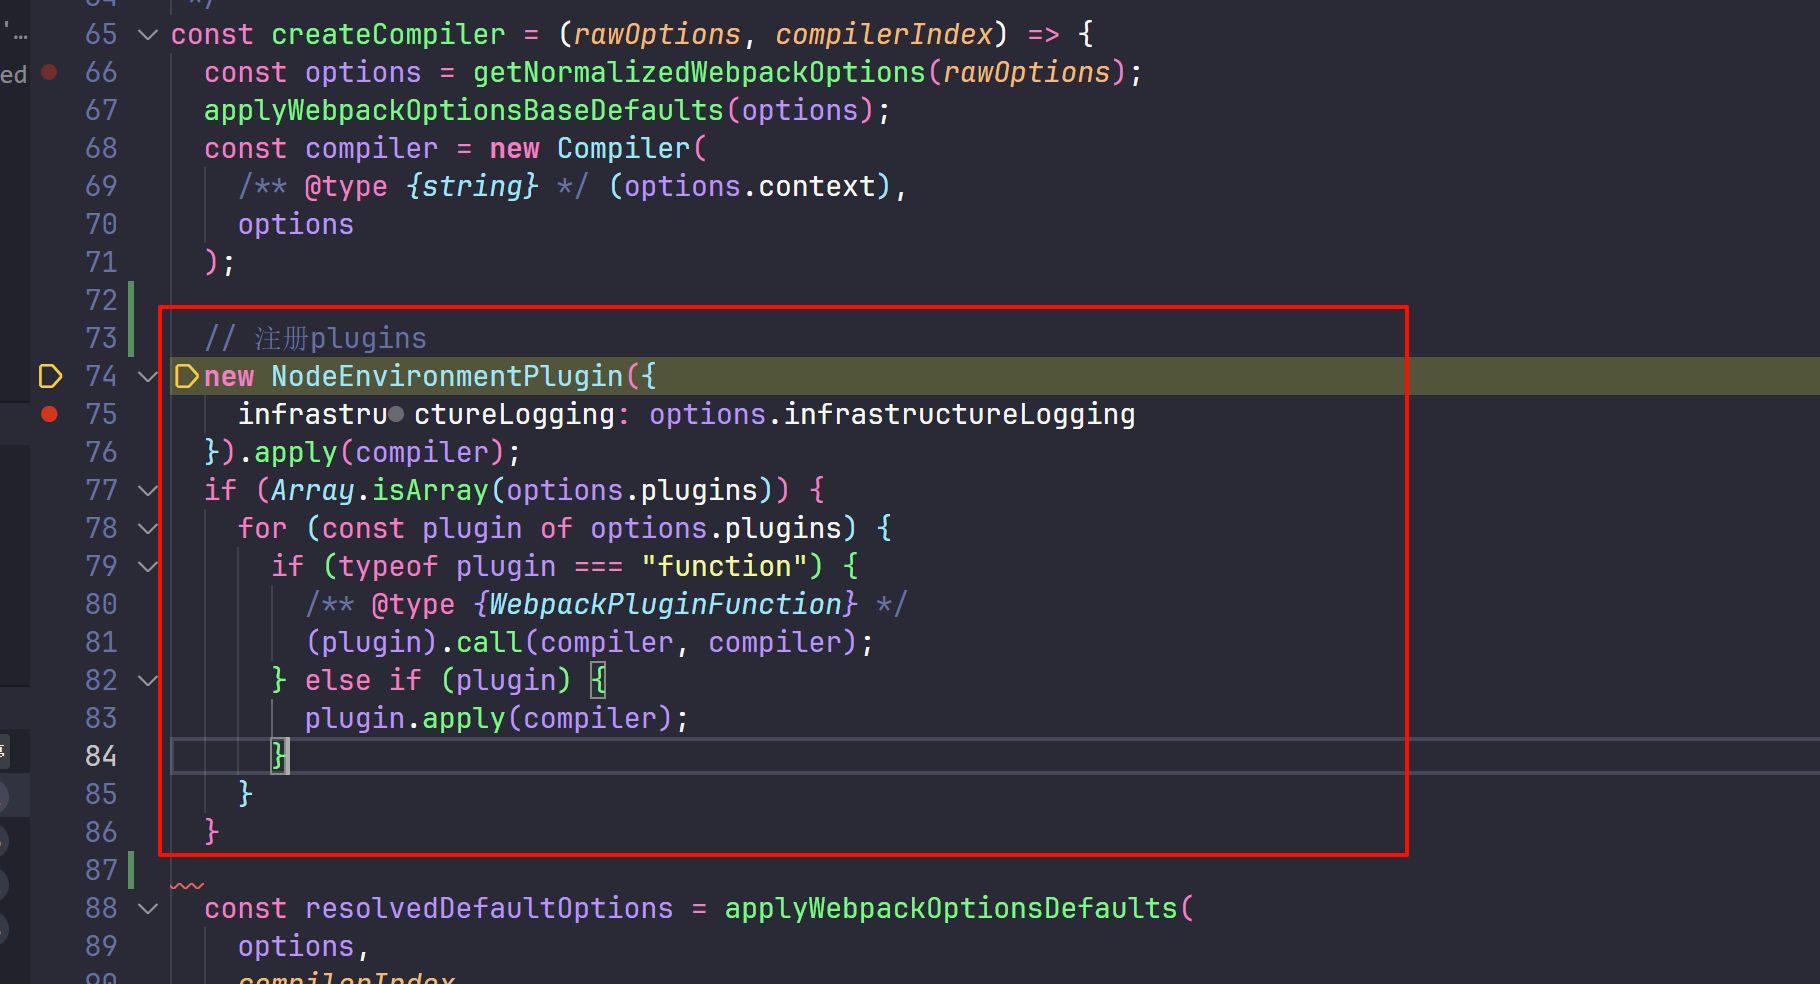 '…
ed
64 */
65 const createCompiler = (rawOptions, compilerIndex) => {
66 const options = getNormalizedWebpackOptions(rawOptions);
67 applyWebpackOptionsBaseDefaults(options);
68 const compiler = new Compiler(
69 /** @type {string} */ (options.context),
70 options
71 );
72
73 // 注册plugins
74 new NodeEnvironmentPlugin({
75 infrastructureLogging: options.infrastructureLogging
76 }).apply(compiler);
77 if (Array.isArray(options.plugins)) {
78 for (const plugin of options.plugins) {
79 if (typeof plugin === "function") {
80 /** @type {WebpackPluginFunction} */
81 (plugin).call(compiler, compiler);
82 } else if (plugin) {
83 plugin.apply(compiler);
84 }
85 }
86 }
87
88 const resolvedDefaultOptions = applyWebpackOptionsDefaults(
89 options,
90 compilerIndex